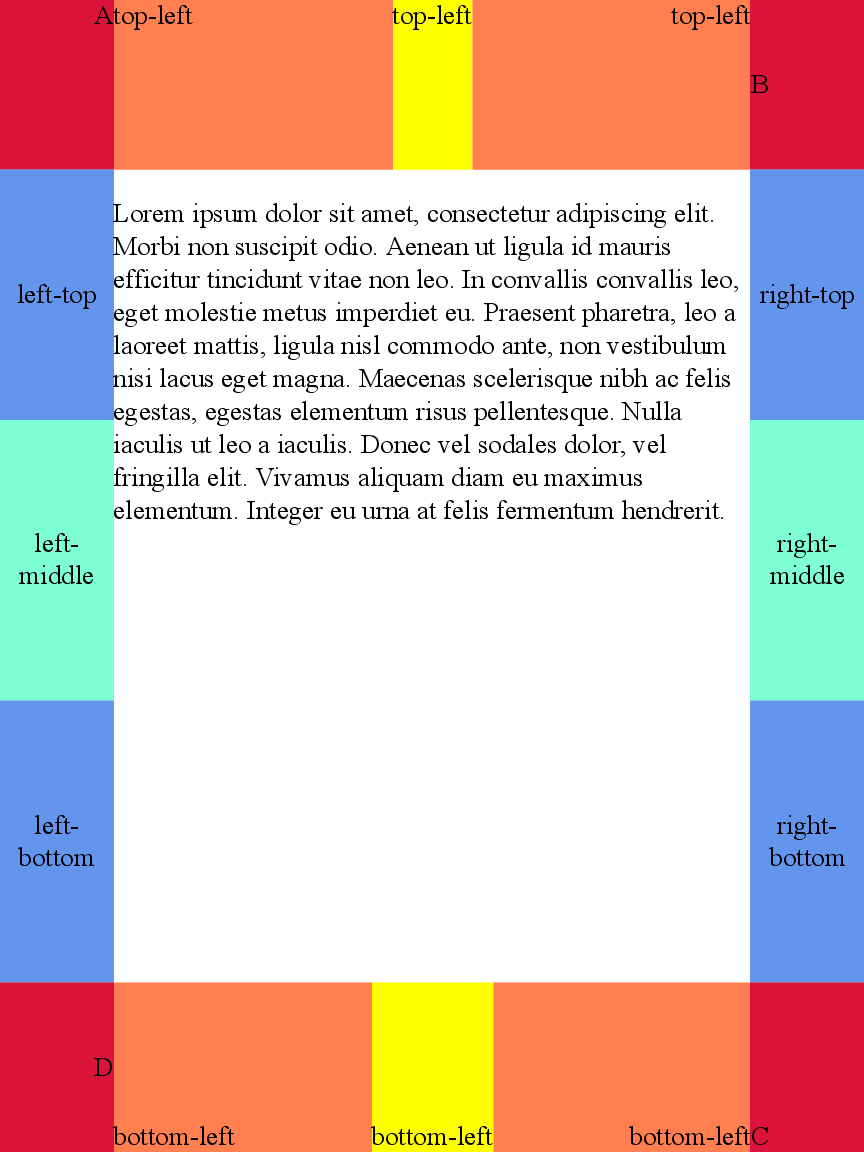 Atop-left top-left top-left
B
Lorem ipsum dolor sit amet, consectetur adipiscing elit.
Morbi non suscipit odio. Aenean ut ligula id mauris
efficitur tincidunt vitae non leo. In convallis convallis leo,
eget molestie metus imperdiet eu. Praesent pharetra, leo a
laoreet mattis, ligula nisl commodo ante, non vestibulum
nisi lacus eget magna. Maecenas scelerisque nibh ac felis
egestas, egestas elementum risus pellentesque. Nulla
iaculis ut leo a iaculis. Donec vel sodales dolor, vel
fringilla elit. Vivamus aliquam diam eu maximus
elementum. Integer eu urna at felis fermentum hendrerit.
left-top
right-top
left-
middle
right-
middle
left-
bottom
right-
bottom
D
bottom-left bottom-left bottom-leftC